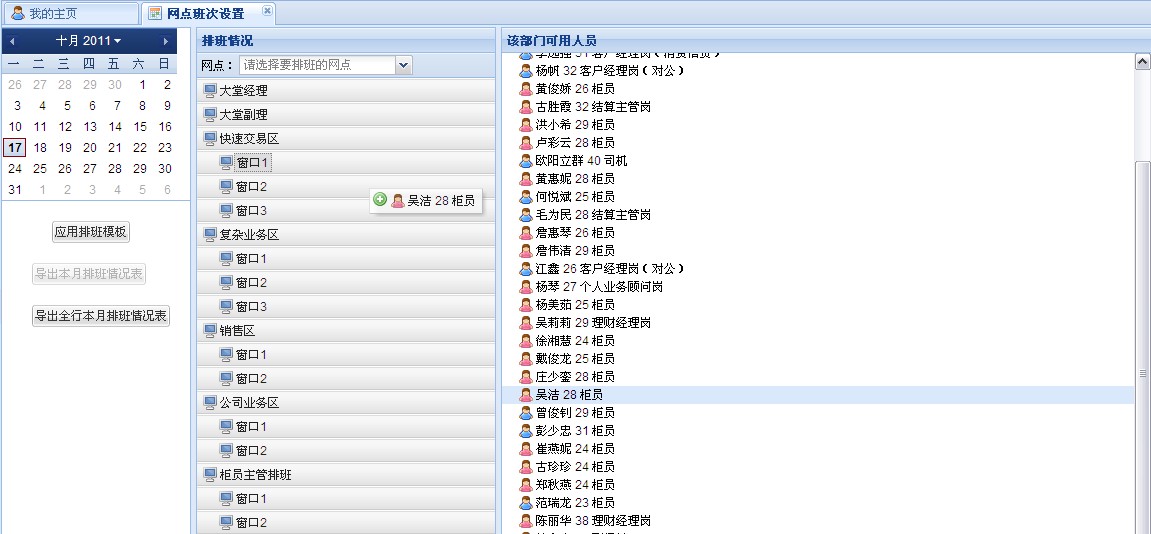 我的主页
网点班次设置
十月 2011
一 二 三 四 五 六 日
26 27 28 29 30 1 2
3 4 5 6 7 8 9
10 11 12 13 14 15 16
17 18 19 20 21 22 23
24 25 26 27 28 29 30
31 1 2 3 4 5 6
应用排班模板
导出本月排班情况表
导出全行本月排班情况表
排班情况
网点： 请选择要排班的网点
大堂经理
大堂副理
快速交易区
窗口1
窗口2
窗口3
复杂业务区
窗口1
窗口2
窗口3
销售区
窗口1
窗口2
公司业务区
窗口1
窗口2
柜员主管排班
窗口1
窗口2
吴洁 28 柜员
该部门可用人员
杨帆 32 客户经理岗（对公）
黄俊娇 26 柜员
古胜霞 32 结算主管岗
洪小希 29 柜员
卢彩云 28 柜员
欧阳立群 40 司机
黄惠妮 28 柜员
何悦斌 25 柜员
毛为民 28 结算主管岗
詹惠琴 26 柜员
詹伟渚 29 柜员
江鑫 26 客户经理岗（对公）
杨琴 27 个人业务顾问岗
杨美茹 25 柜员
吴莉莉 29 理财经理岗
徐湘慧 24 柜员
戴俊龙 25 柜员
庄少銮 28 柜员
吴洁 28 柜员
曾俊钊 29 柜员
彭少忠 31 柜员
崔燕妮 24 柜员
古珍珍 24 柜员
郑秋燕 24 柜员
范瑞龙 23 柜员
陈丽华 38 理财经理岗